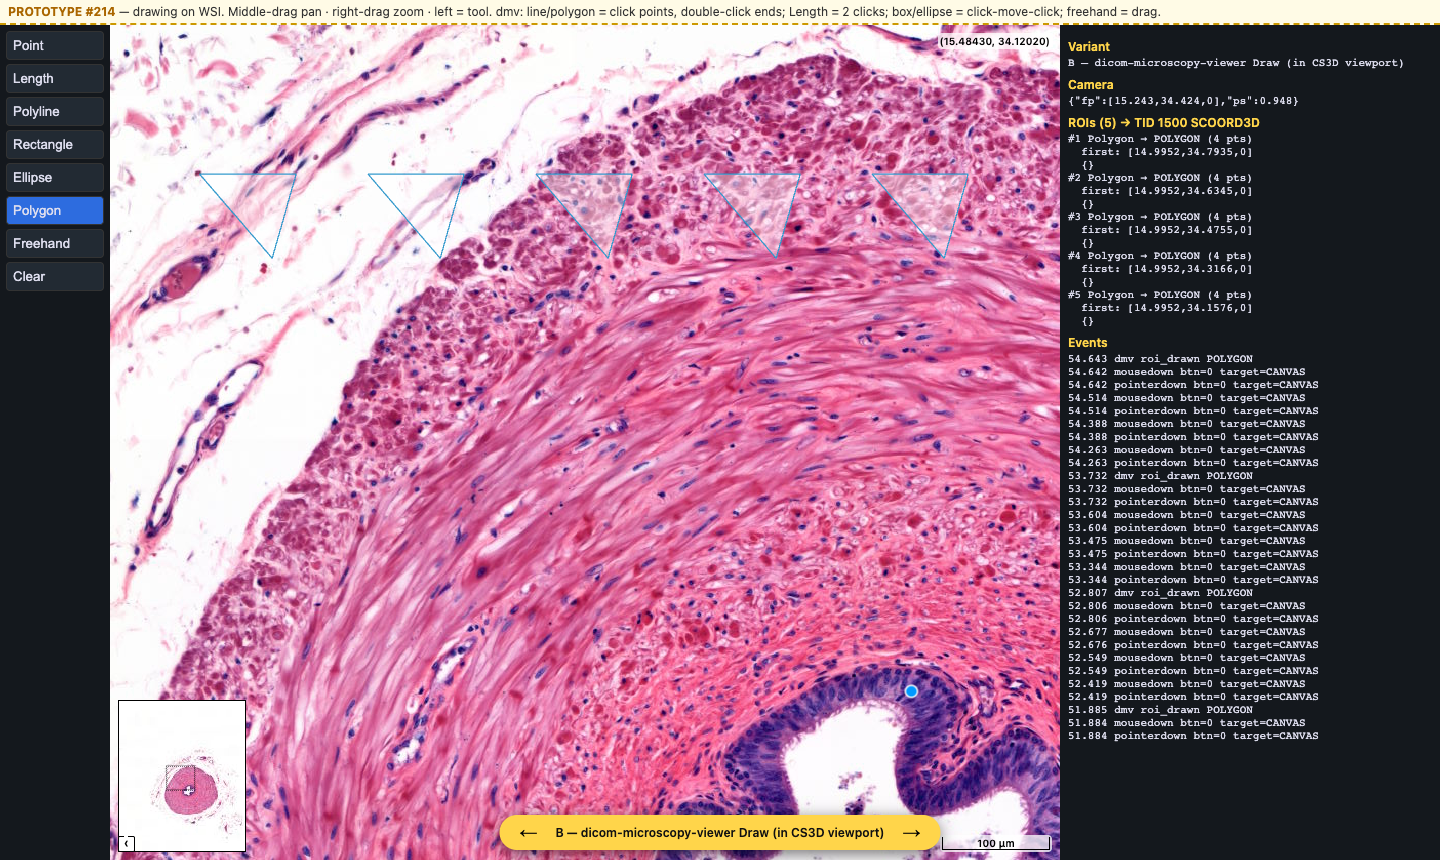 PROTOTYPE #214 — drawing on WSI. Middle-drag pan · right-drag zoom · left = tool. dmv: line/polygon = click points, double-click ends; Length = 2 clicks; box/ellipse = click-move-click; freehand = drag.
Point
Length
Polyline
Rectangle
Ellipse
Polygon
Freehand
Clear
(15.48430, 34.12020)
‹
← B — dicom-microscopy-viewer Draw (in CS3D viewport) →
100 µm
Variant
B — dicom-microscopy-viewer Draw (in CS3D viewport)
Camera
{"fp":[15.243,34.424,0],"ps":0.948}
ROIs (5) → TID 1500 SCOORD3D
#1 Polygon → POLYGON (4 pts)
first: [14.9952,34.7935,0]
{}
#2 Polygon → POLYGON (4 pts)
first: [14.9952,34.6345,0]
{}
#3 Polygon → POLYGON (4 pts)
first: [14.9952,34.4755,0]
{}
#4 Polygon → POLYGON (4 pts)
first: [14.9952,34.3166,0]
{}
#5 Polygon → POLYGON (4 pts)
first: [14.9952,34.1576,0]
{}
Events
54.643 dmv roi_drawn POLYGON
54.642 mousedown btn=0 target=CANVAS
54.642 pointerdown btn=0 target=CANVAS
54.514 mousedown btn=0 target=CANVAS
54.514 pointerdown btn=0 target=CANVAS
54.388 mousedown btn=0 target=CANVAS
54.388 pointerdown btn=0 target=CANVAS
54.263 mousedown btn=0 target=CANVAS
54.263 pointerdown btn=0 target=CANVAS
53.732 dmv roi_drawn POLYGON
53.732 mousedown btn=0 target=CANVAS
53.732 pointerdown btn=0 target=CANVAS
53.604 mousedown btn=0 target=CANVAS
53.604 pointerdown btn=0 target=CANVAS
53.475 mousedown btn=0 target=CANVAS
53.475 pointerdown btn=0 target=CANVAS
53.344 mousedown btn=0 target=CANVAS
53.344 pointerdown btn=0 target=CANVAS
52.807 dmv roi_drawn POLYGON
52.806 mousedown btn=0 target=CANVAS
52.806 pointerdown btn=0 target=CANVAS
52.677 mousedown btn=0 target=CANVAS
52.676 pointerdown btn=0 target=CANVAS
52.549 mousedown btn=0 target=CANVAS
52.549 pointerdown btn=0 target=CANVAS
52.419 mousedown btn=0 target=CANVAS
52.419 pointerdown btn=0 target=CANVAS
51.885 dmv roi_drawn POLYGON
51.884 mousedown btn=0 target=CANVAS
51.884 pointerdown btn=0 target=CANVAS